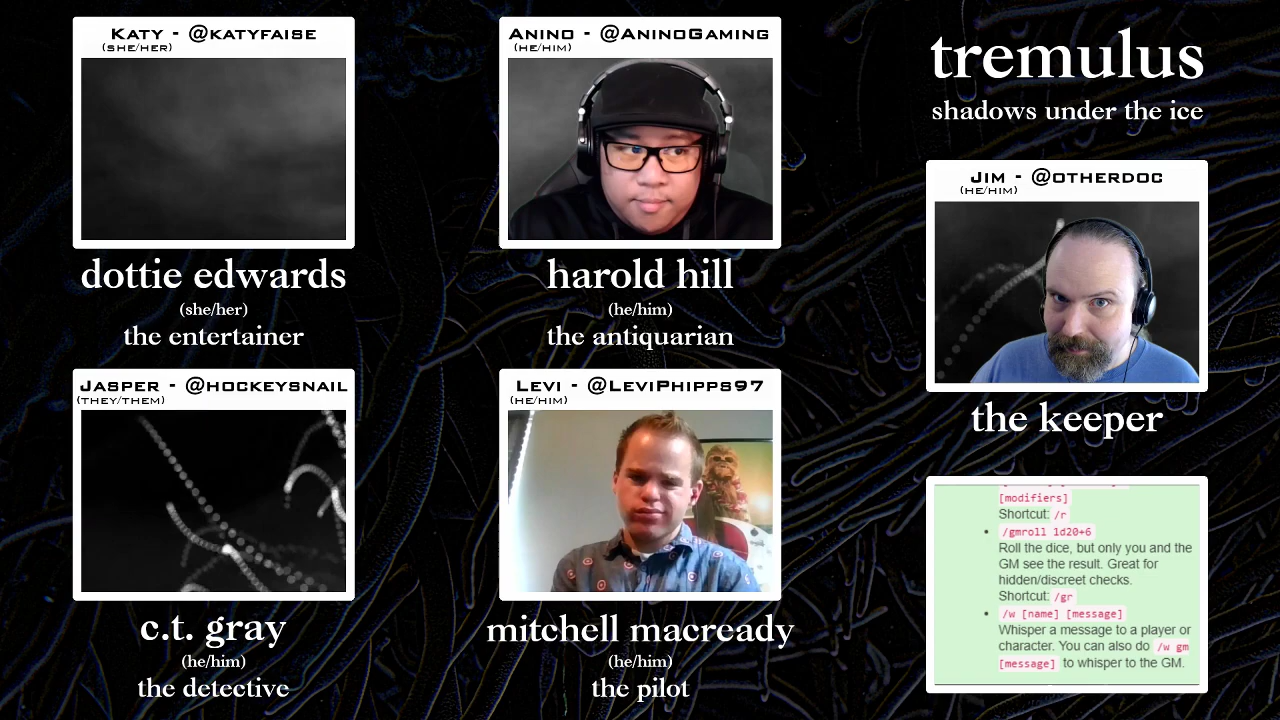 Katy - @katyfaise
(she/her)
dottie edwards
(she/her)
the entertainer
Anino - @AninoGaming
(he/him)
harold hill
(he/him)
the antiquarian
tremulus
shadows under the ice
Jim - @otherdoc
(he/him)
the keeper
Jasper - @hockeysnail
(they/them)
c.t. gray
(he/him)
the detective
Levi - @LeviPhipps97
(he/him)
mitchell macready
(he/him)
the pilot
[modifiers]
Shortcut: /r
• /gmroll 1d20+6
Roll the dice, but only you and the
GM see the result. Great for
hidden/discreet checks.
Shortcut: /gr
• /w [name] [message]
Whisper a message to a player or
character. You can also do /w gm
[message] to whisper to the GM.